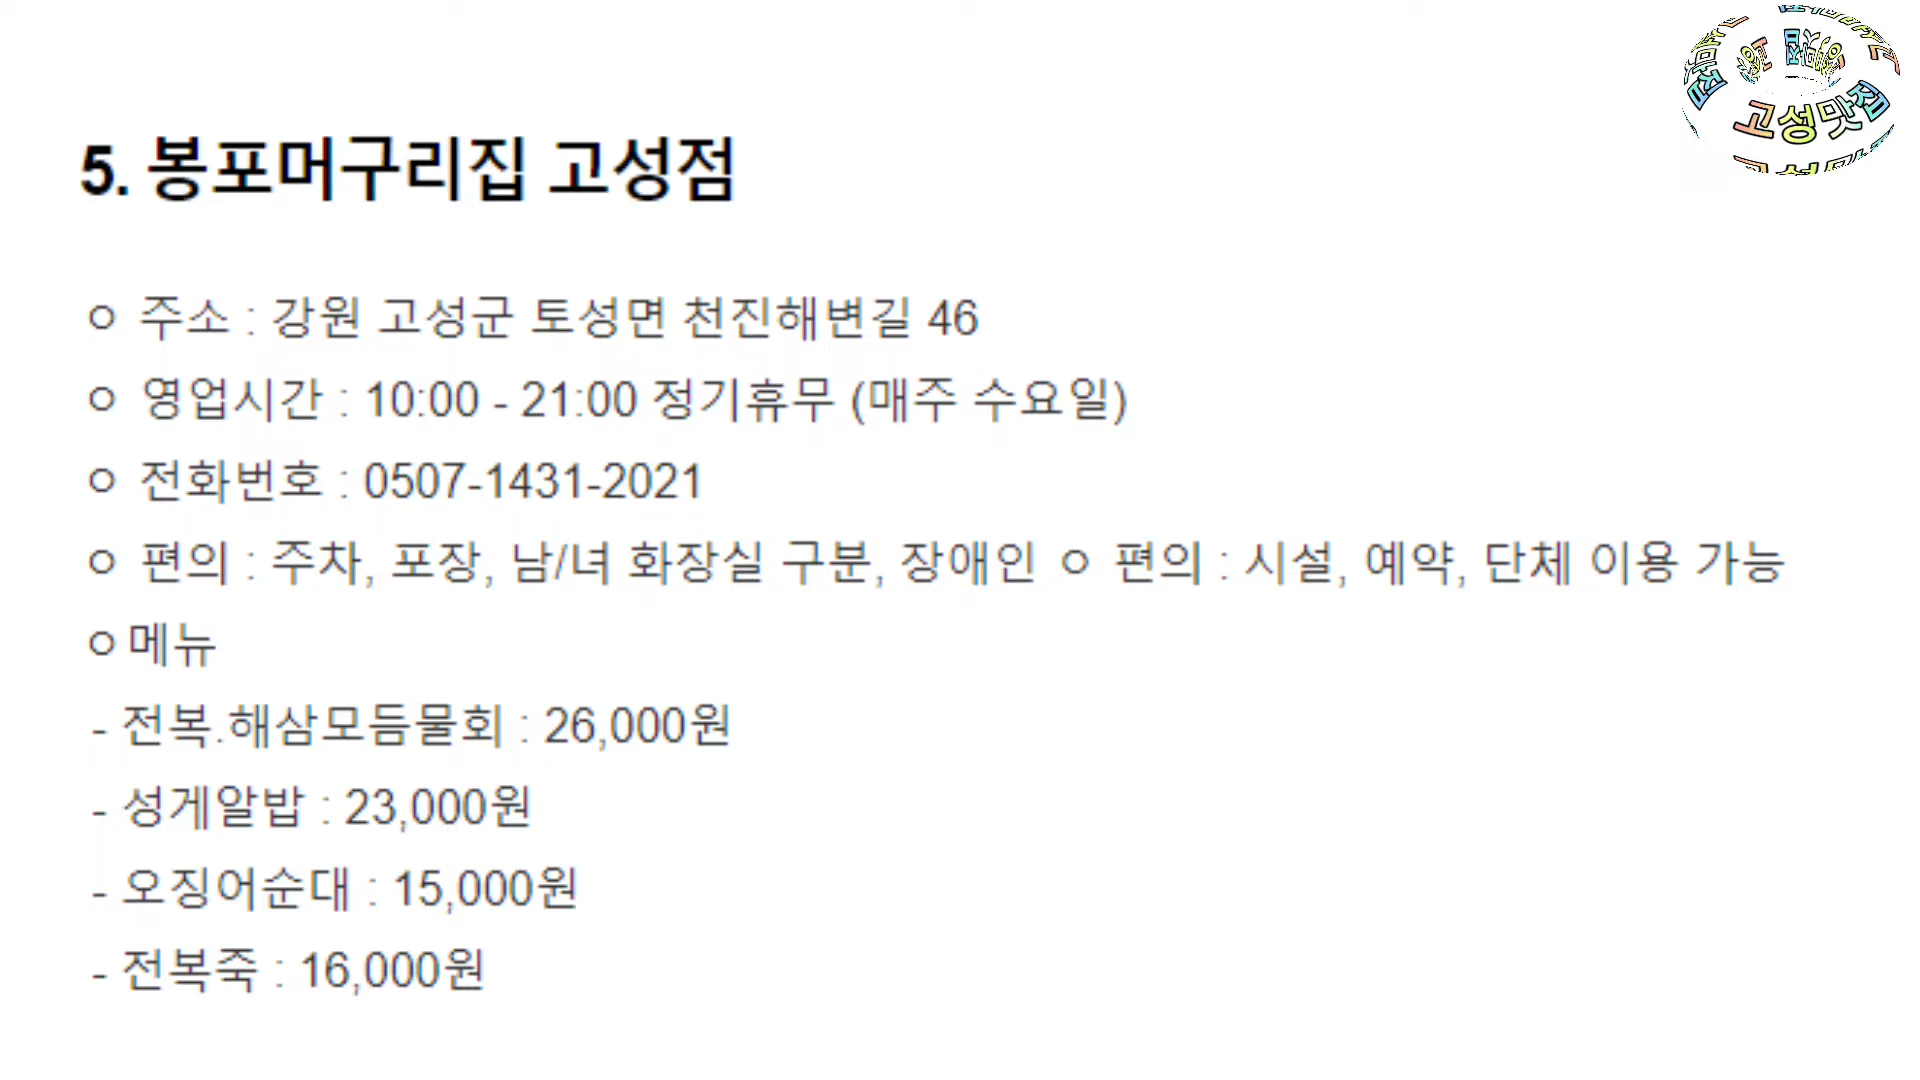 고성맛집
5. 봉포머구리집 고성점
ㅇ 주소 : 강원 고성군 토성면 천진해변길 46
ㅇ 영업시간 : 10:00 - 21:00 정기휴무 (매주 수요일)
ㅇ 전화번호 : 0507-1431-2021
ㅇ 편의 : 주차, 포장, 남/녀 화장실 구분, 장애인 ㅇ 편의 : 시설, 예약, 단체 이용 가능
ㅇ메뉴
- 전복.해삼모듬물회 : 26,000원
- 성게알밥 : 23,000원
- 오징어순대 : 15,000원
- 전복죽 : 16,000원